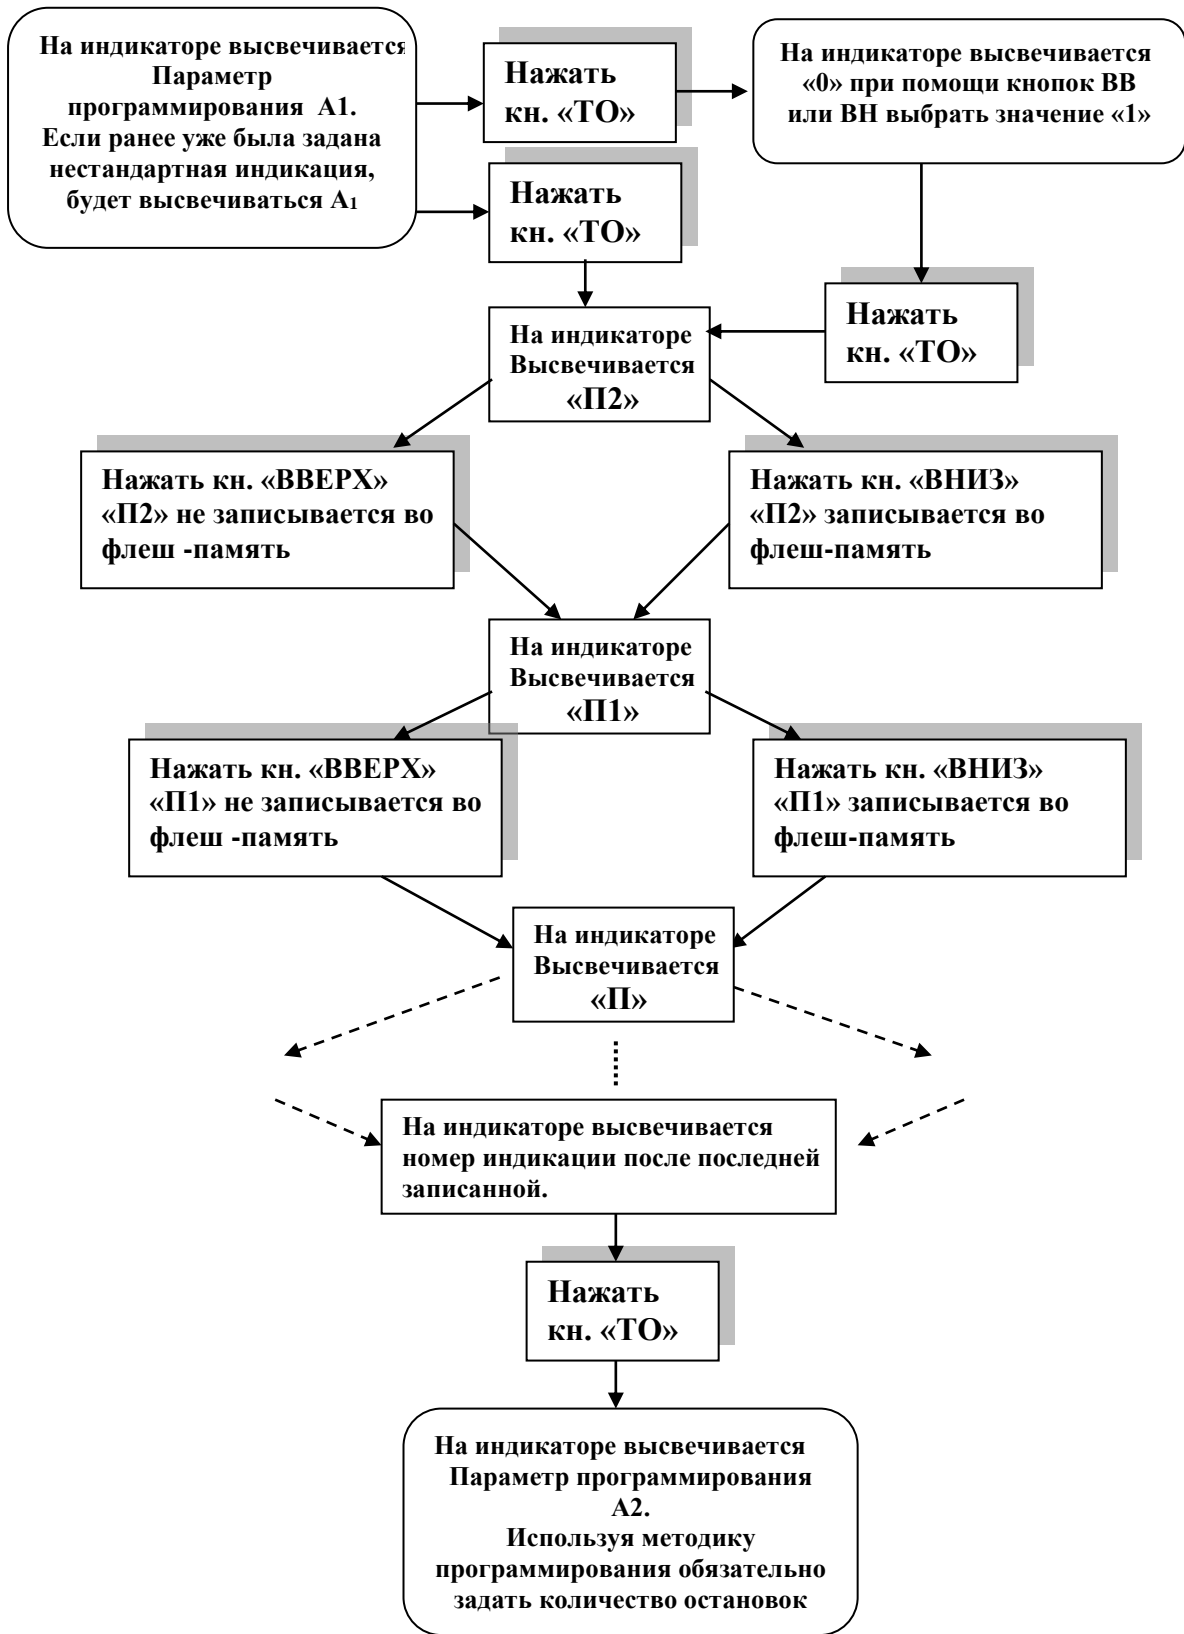 На индикаторе высвечивается
Параметр
программирования А1.
Если ранее уже была задана
нестандартная индикация,
будет высвечиваться А1
Нажать
кн. «ТО»
На индикаторе высвечивается
«0» при помощи кнопок ВВ
или ВН выбрать значение «1»
Нажать
кн. «ТО»
Нажать
кн. «ТО»
На индикаторе
Высвечивается
«П2»
Нажать кн. «ВВЕРХ»
«П2» не записывается во
флеш -память
Нажать кн. «ВНИЗ»
«П2» записывается во
флеш-память
На индикаторе
Высвечивается
«П1»
Нажать кн. «ВВЕРХ»
«П1» не записывается во
флеш -память
Нажать кн. «ВНИЗ»
«П1» записывается во
флеш-память
На индикаторе
Высвечивается
«П»
На индикаторе высвечивается
номер индикации после последней
записанной.
Нажать
кн. «ТО»
На индикаторе высвечивается
Параметр программирования
А2.
Используя методику
программирования обязательно
задать количество остановок